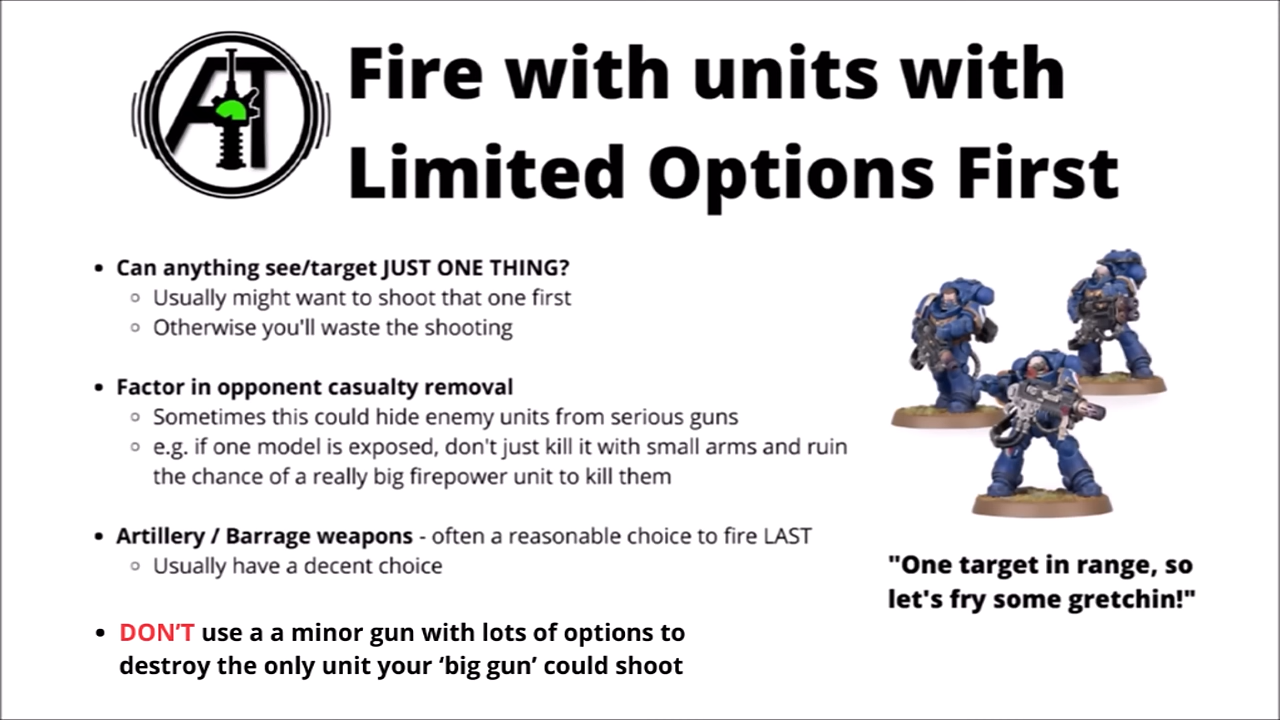 AT
Fire with units with
Limited Options First
• Can anything see/target JUST ONE THING?
○ Usually might want to shoot that one first
○ Otherwise you'll waste the shooting
• Factor in opponent casualty removal
○ Sometimes this could hide enemy units from serious guns
○ e.g. if one model is exposed, don't just kill it with small arms and ruin
the chance of a really big firepower unit to kill them
• Artillery / Barrage weapons - often a reasonable choice to fire LAST
○ Usually have a decent choice
• DON’T use a a minor gun with lots of options to
destroy the only unit your ‘big gun’ could shoot
"One target in range, so
let's fry some gretchin!"